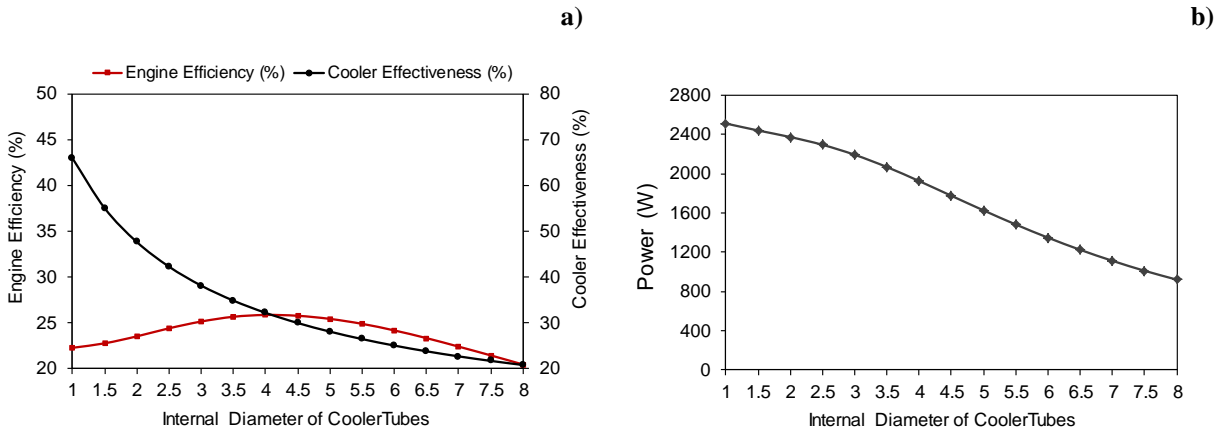 a)
Engine Efficiency (%) Cooler Effectiveness (%)
50
45
40
35
30
25
20
Engine Efficiency (%)
80
70
60
50
40
30
20
Cooler Effectiveness (%)
1 1.5 2 2.5 3 3.5 4 4.5 5 5.5 6 6.5 7 7.5 8
Internal Diameter of CoolerTubes
b)
2800
2400
2000
1600
1200
800
400
0
Power (W)
1 1.5 2 2.5 3 3.5 4 4.5 5 5.5 6 6.5 7 7.5 8
Internal Diameter of CoolerTubes